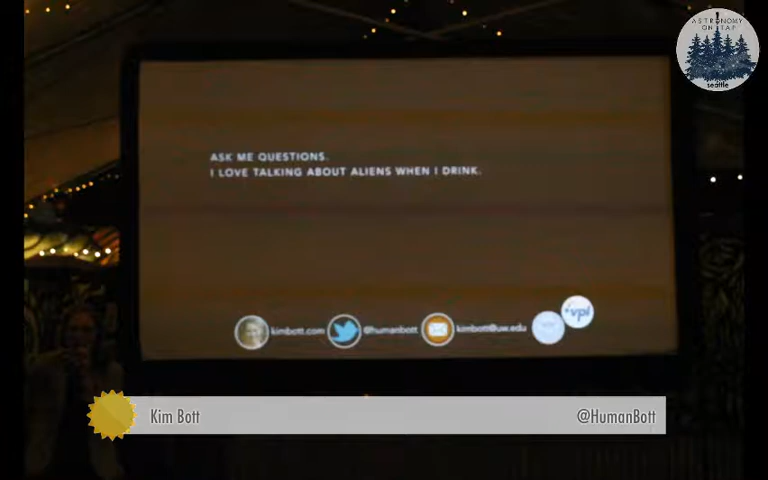 ASTRONOMY
ON TAP
seattle
ASK ME QUESTIONS.
I LOVE TALKING ABOUT ALIENS WHEN I DRINK.
kimbott.com
@humanbott
kimbott@uw.edu
vpl
Kim Bott
@HumanBott